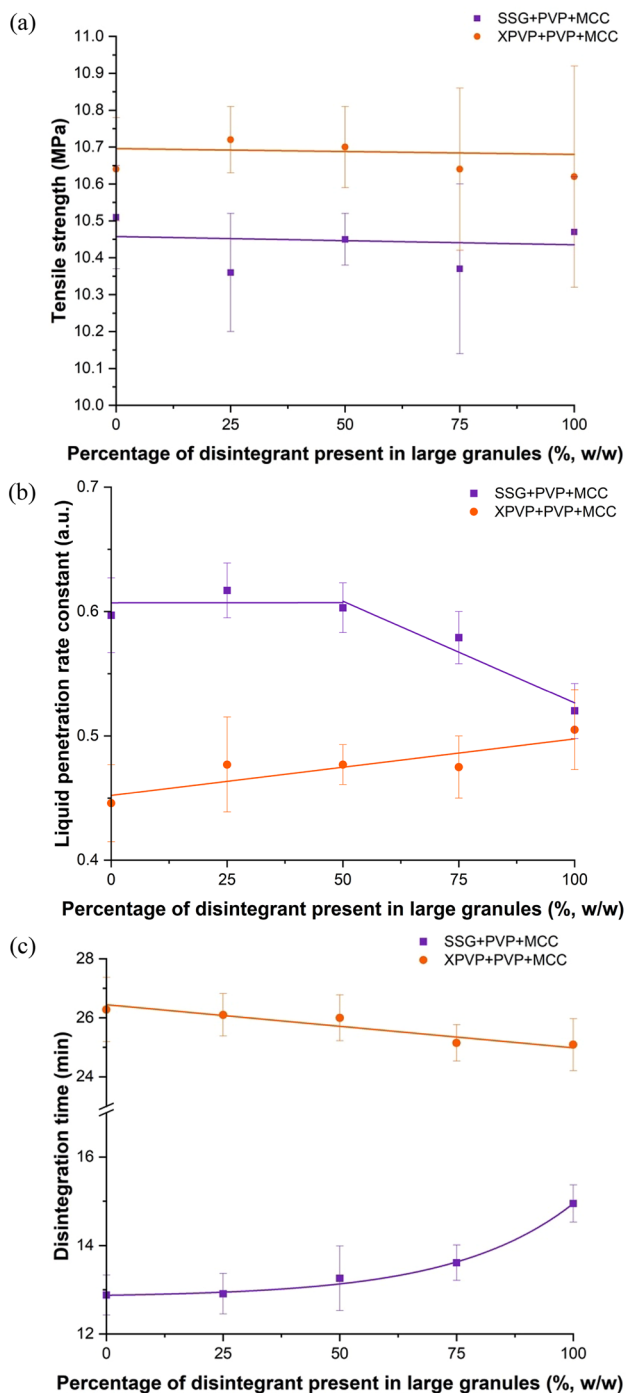 (a)
SSG+PVP+MCC
XPVP+PVP+MCC
11.0
10.9
10.8
10.7
10.6
10.5
10.4
10.3
10.2
10.1
10.0
Tensile strength (MPa)
0 25 50 75 100
Percentage of disintegrant present in large granules (%, w/w)
(b)
SSG+PVP+MCC
XPVP+PVP+MCC
0.7
0.6
0.5
0.4
Liquid penetration rate constant (a.u.)
0 25 50 75 100
Percentage of disintegrant present in large granules (%, w/w)
(c)
SSG+PVP+MCC
XPVP+PVP+MCC
28
26
24
16
14
12
Disintegration time (min)
0 25 50 75 100
Percentage of disintegrant present in large granules (%, w/w)